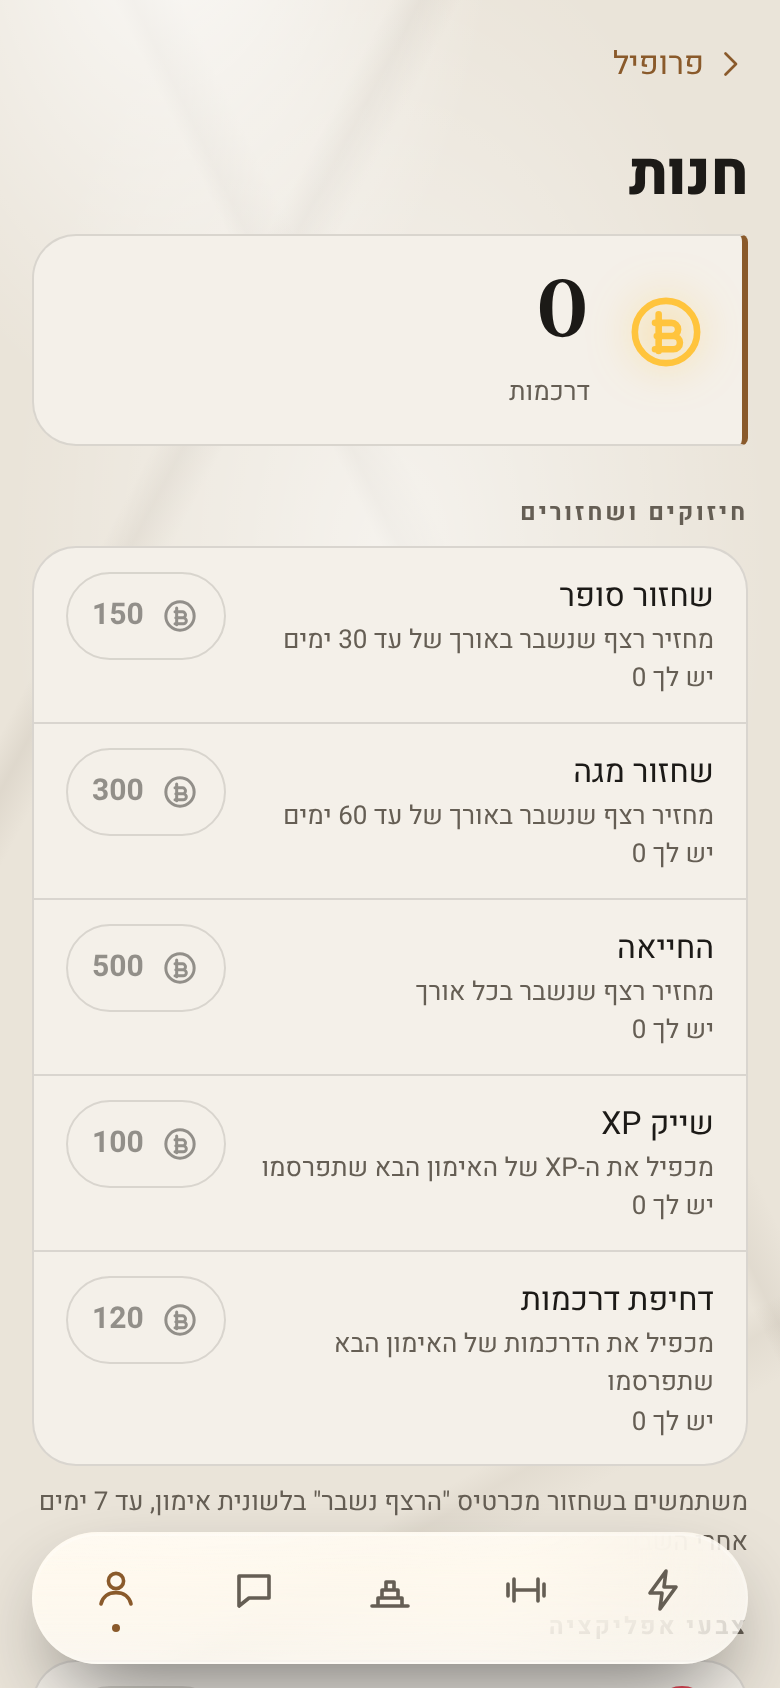 פרופיל
חנות
0
דרכמות
חיזוקים ושחזורים
שחזור סופר
150
מחזיר רצף שנשבר באורך של עד 30 ימים
יש לך 0
שחזור מגה
300
מחזיר רצף שנשבר באורך של עד 60 ימים
יש לך 0
החייאה
500
מחזיר רצף שנשבר בכל אורך
יש לך 0
שייק XP
100
מכפיל את ה-XP של האימון הבא שתפרסמו
יש לך 0
דחיפת דרכמות
120
מכפיל את הדרכמות של האימון הבא
שתפרסמו
יש לך 0
משתמשים בשחזור מכרטיס "הרצף נשבר" בלשונית אימון, עד 7 ימים
אחרי
צבעי אפליקציה